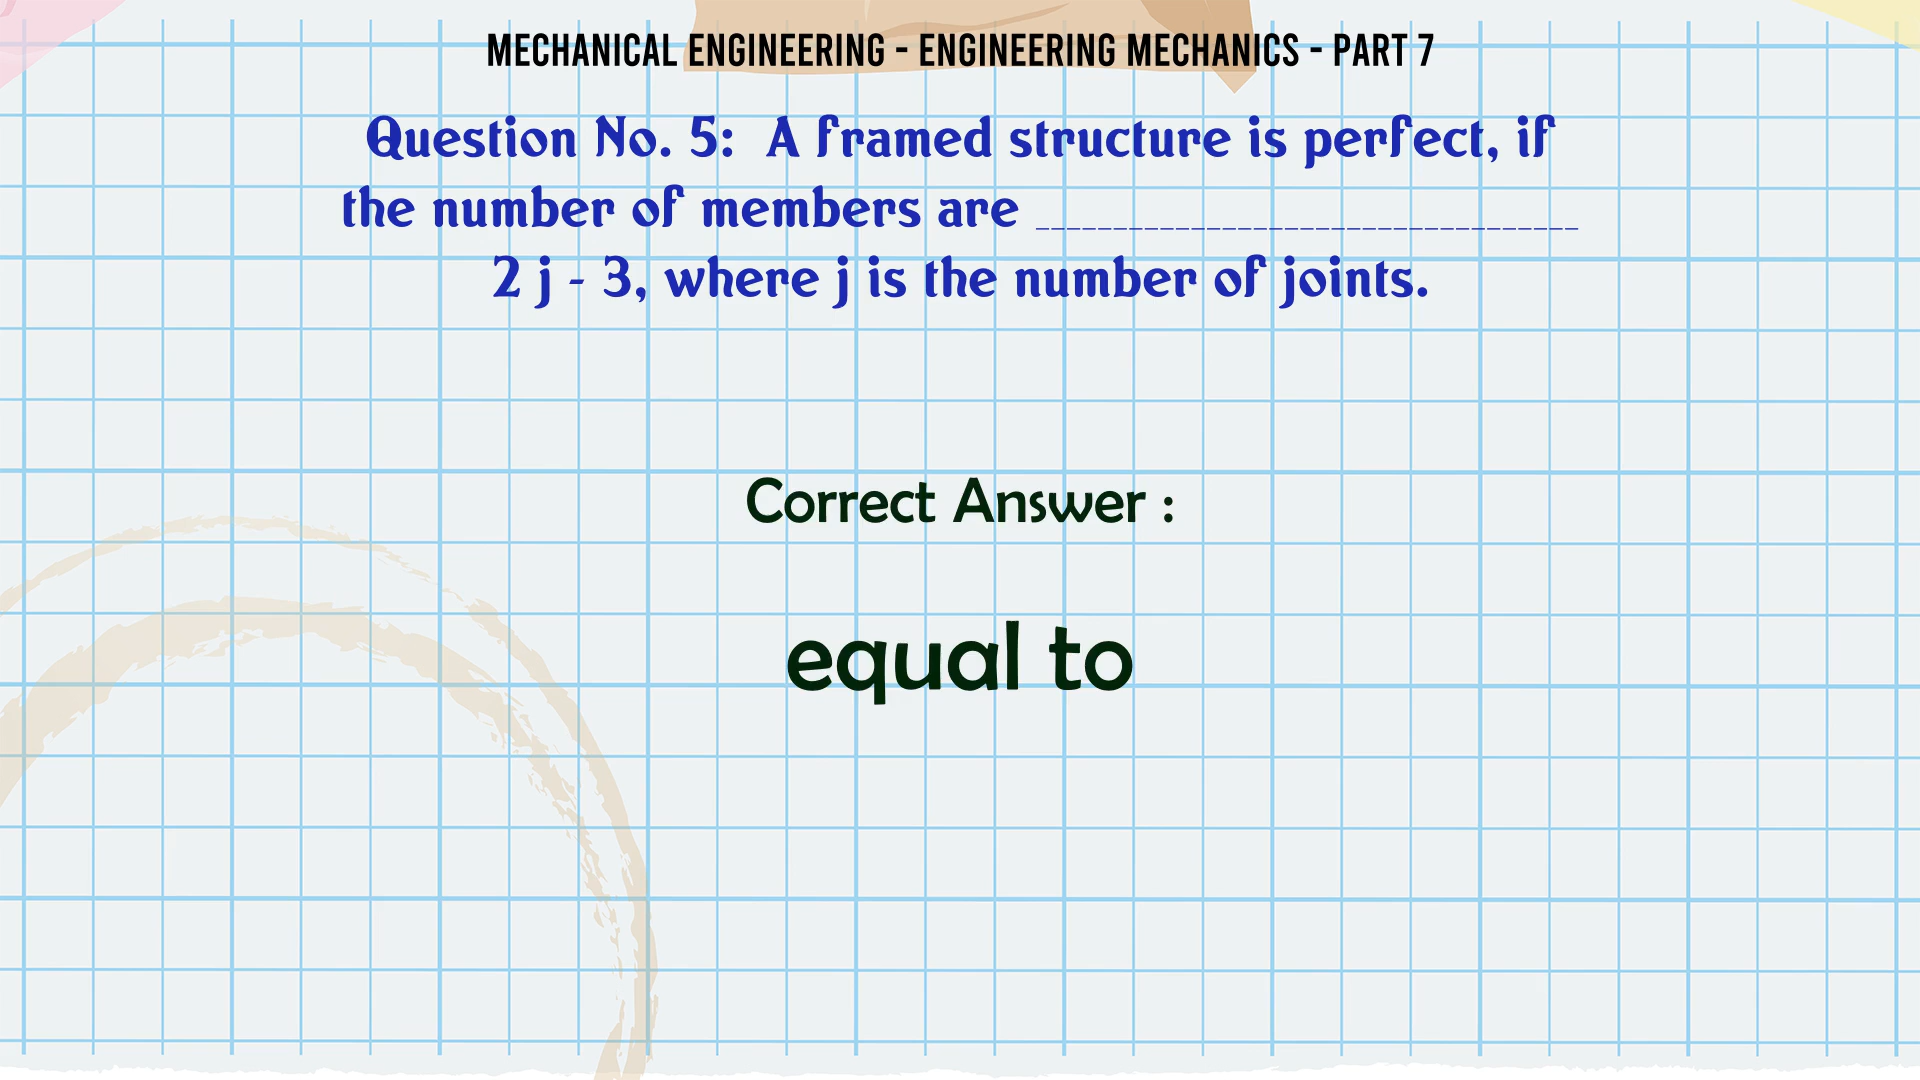 MECHANICAL ENGINEERING - ENGINEERING MECHANICS - PART 7
Question No. 5: A framed structure is perfect, if
the number of members are ___________________________________
2 j - 3, where j is the number of joints.
Correct Answer :
equal to